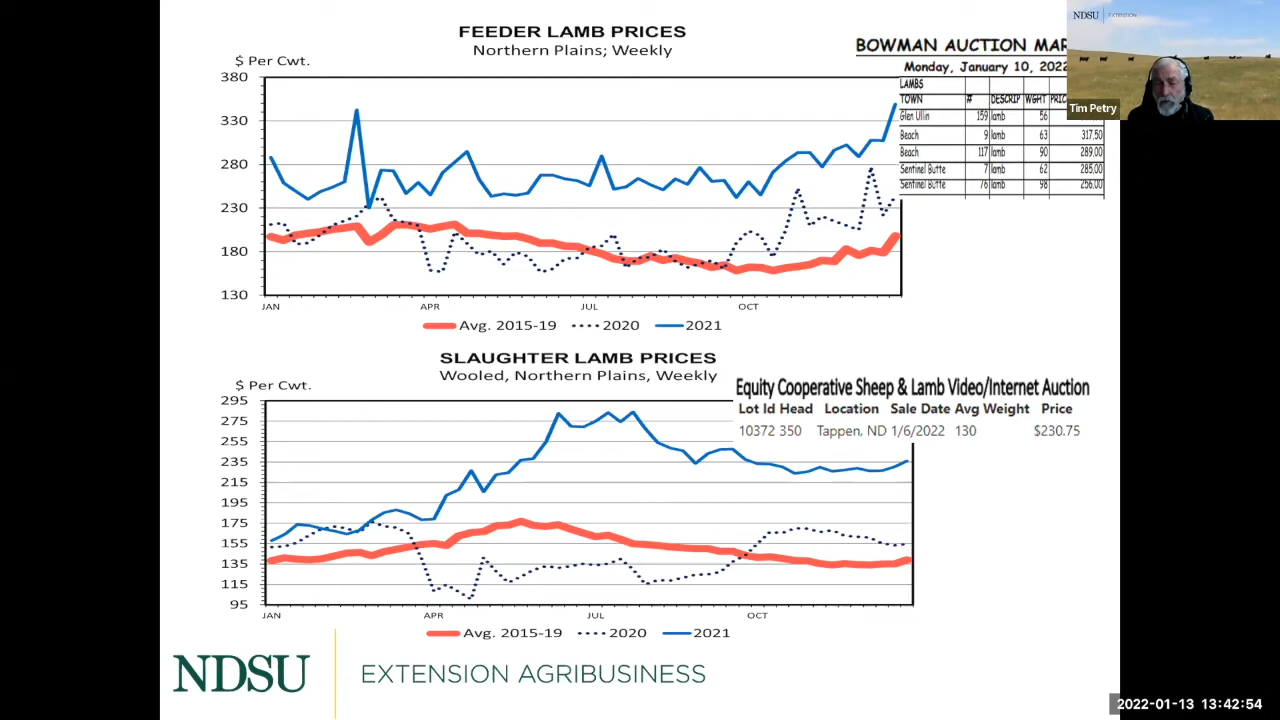 FEEDER LAMB PRICES
Northern Plains; Weekly
$ Per Cwt.
380
330
280
230
180
130
JAN APR JUL OCT
Avg. 2015-19 2020 2021
BOWMAN AUCTION MAR
Monday, January 10, 2022
LAMBS
TOWN # DESCRIP WGHT PRIC
Glen Ullin 159 lamb 56
Beach 9 lamb 63 317.50
Beach 117 lamb 90 289.00
Sentinel Butte 7 lamb 62 285.00
Sentinel Butte 76 lamb 98 256.00
NDSU EXTENSION
Tim Petry
SLAUGHTER LAMB PRICES
Wooled, Northern Plains, Weekly
$ Per Cwt.
295
275
255
235
215
195
175
155
135
115
95
JAN APR JUL OCT
Avg. 2015-19 2020 2021
Equity Cooperative Sheep & Lamb Video/Internet Auction
Lot Id Head Location Sale Date Avg Weight Price
10372 350 Tappen, ND 1/6/2022 130 $230.75
NDSU EXTENSION AGRIBUSINESS
2022-01-13 13:42:54